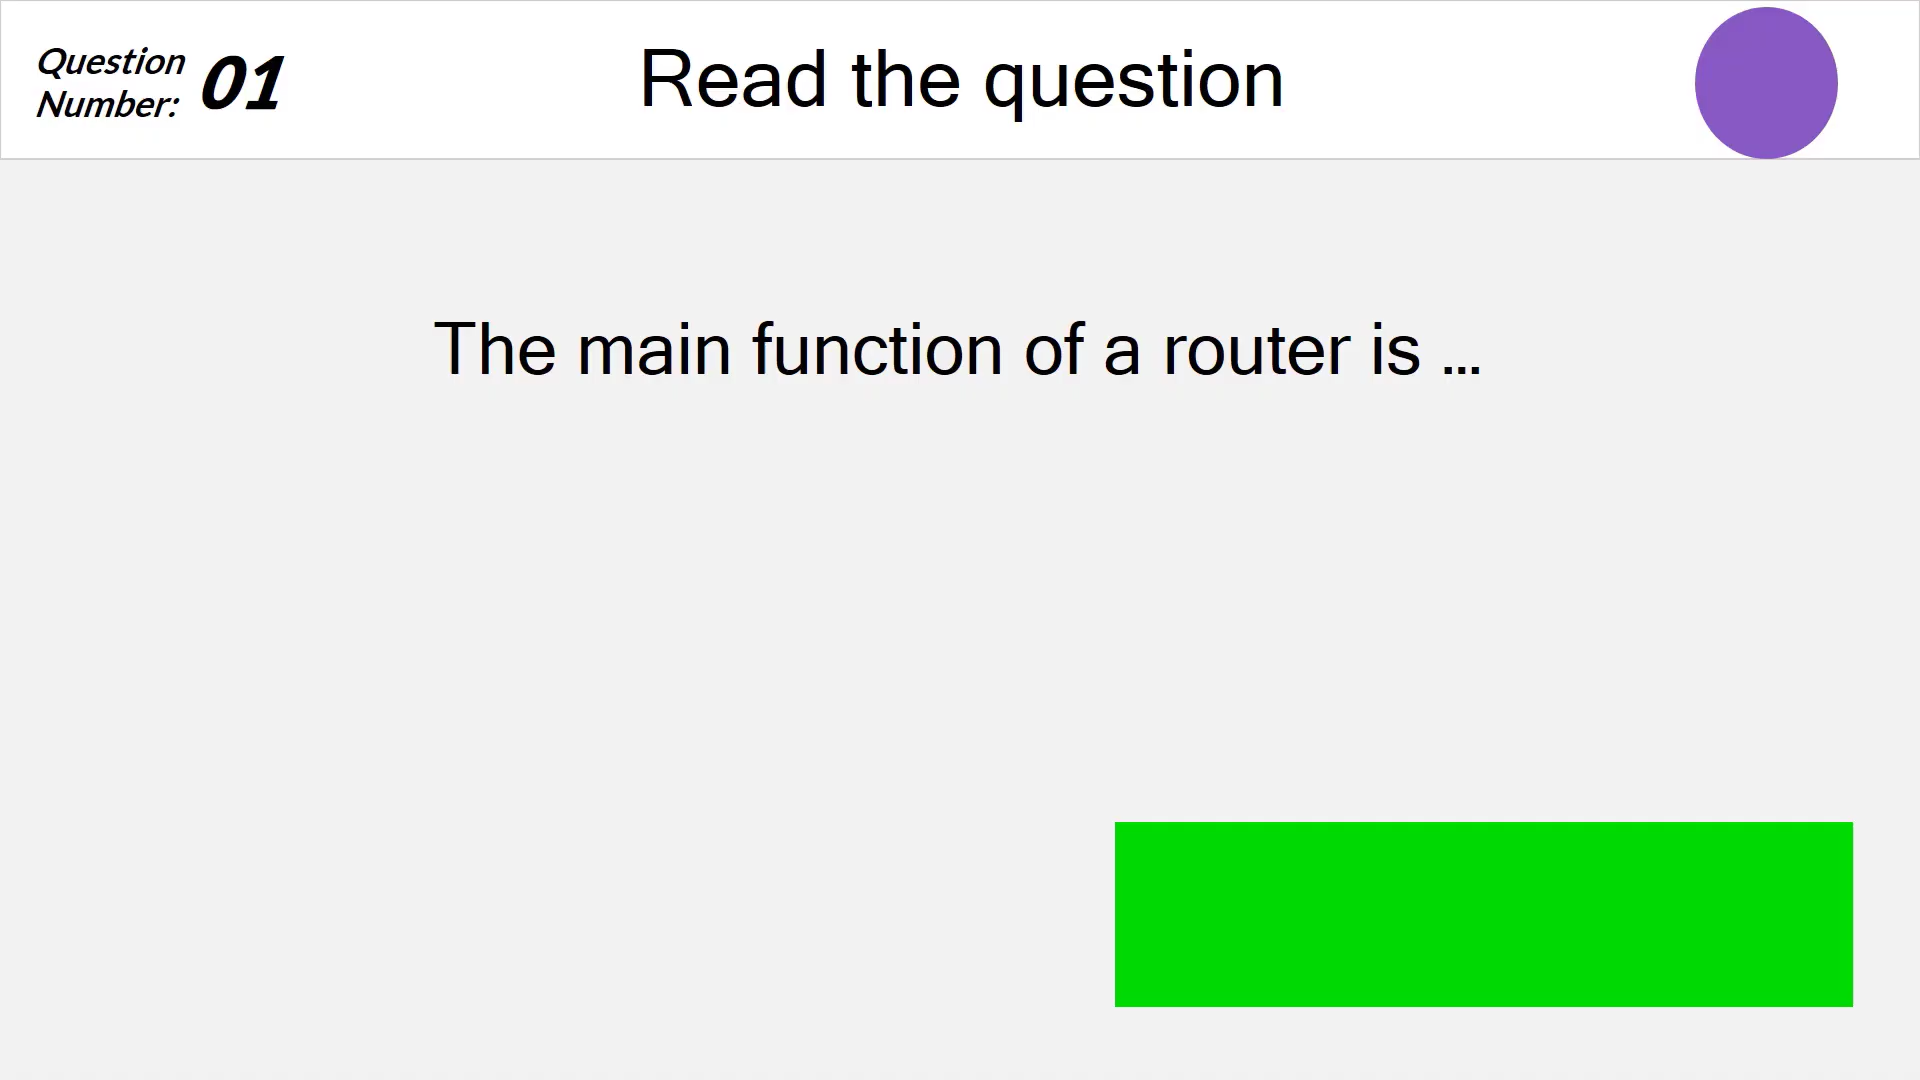 Question
Number: 01
Read the question
The main function of a router is ...